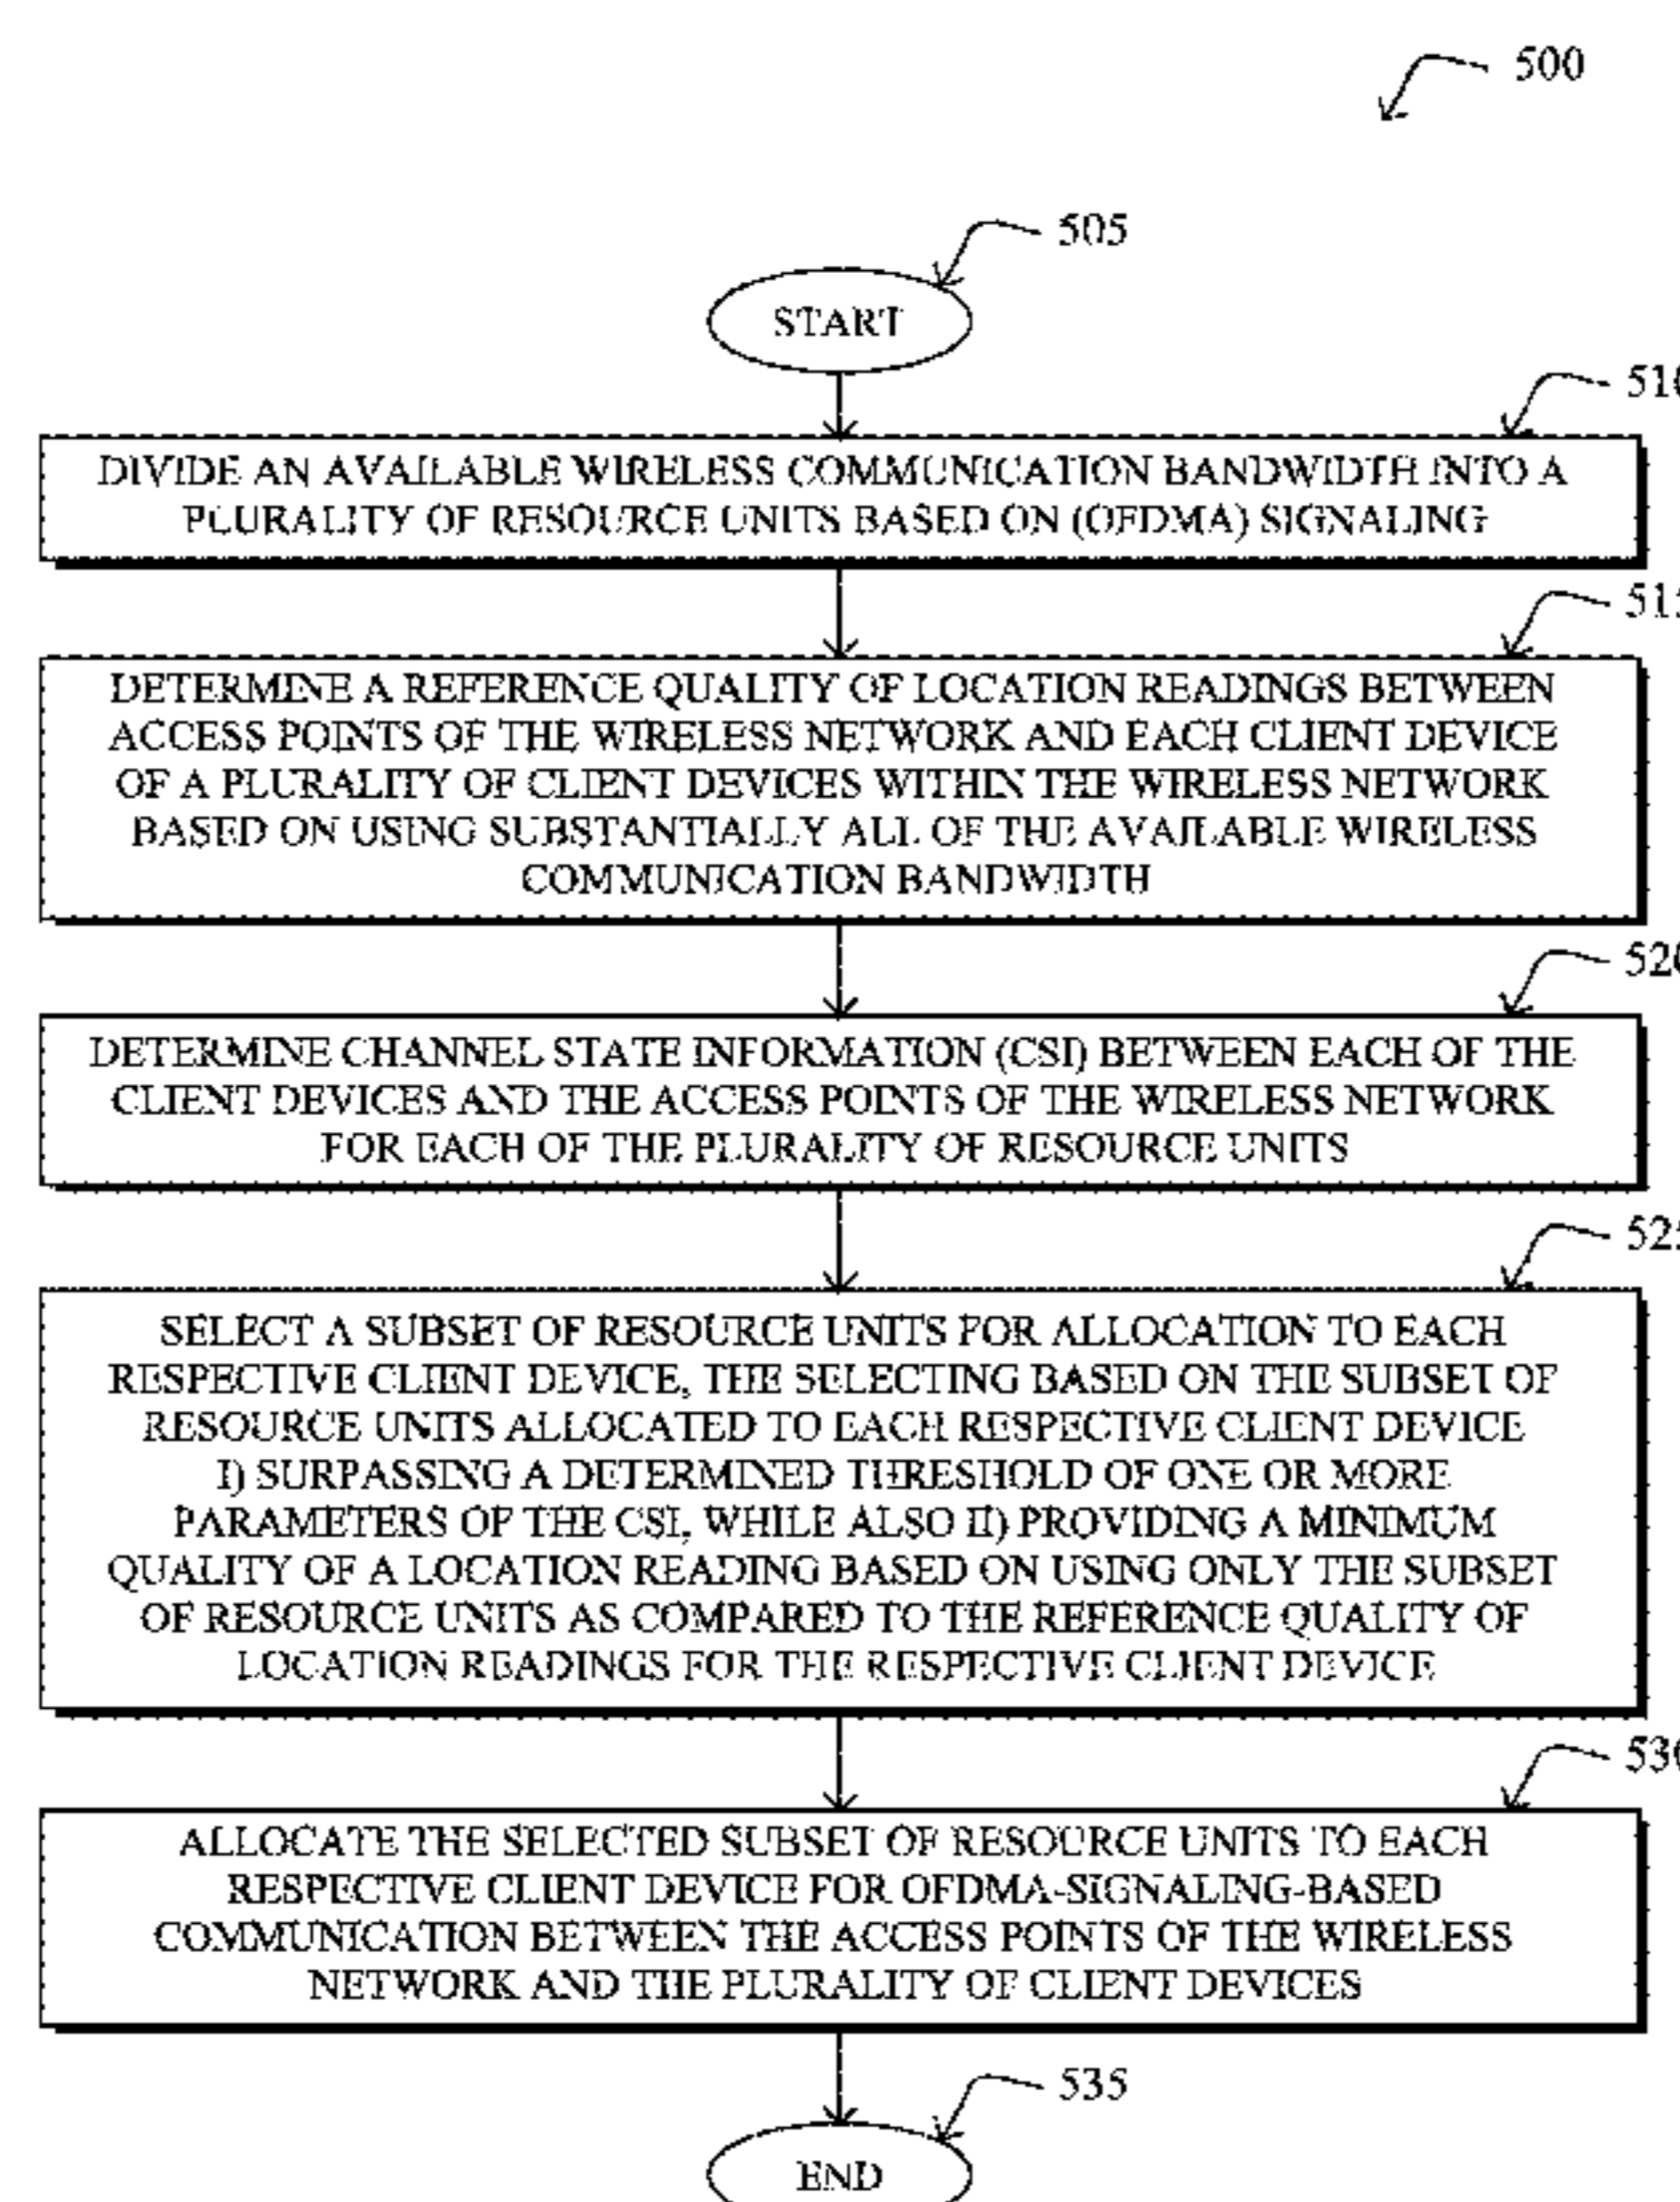 500
505
START
510
DIVIDE AN AVAILABLE WIRELESS COMMUNICATION BANDWIDTH INTO A
PLURALITY OF RESOURCE UNITS BASED ON (OFDMA) SIGNALING
515
DETERMINE A REFERENCE QUALITY OF LOCATION READINGS BETWEEN
ACCESS POINTS OF THE WIRELESS NETWORK AND EACH CLIENT DEVICE
OF A PLURALITY OF CLIENT DEVICES WITHIN THE WIRELESS NETWORK
BASED ON USING SUBSTANTIALLY ALL OF THE AVAILABLE WIRELESS
COMMUNICATION BANDWIDTH
520
DETERMINE CHANNEL STATE INFORMATION (CSI) BETWEEN EACH OF THE
CLIENT DEVICES AND THE ACCESS POINTS OF THE WIRELESS NETWORK
FOR EACH OF THE PLURALITY OF RESOURCE UNITS
525
SELECT A SUBSET OF RESOURCE UNITS FOR ALLOCATION TO EACH
RESPECTIVE CLIENT DEVICE, THE SELECTING BASED ON THE SUBSET OF
RESOURCE UNITS ALLOCATED TO EACH RESPECTIVE CLIENT DEVICE
I) SURPASSING A DETERMINED THRESHOLD OF ONE OR MORE
PARAMETERS OF THE CSI, WHILE ALSO II) PROVIDING A MINIMUM
QUALITY OF A LOCATION READING BASED ON USING ONLY THE SUBSET
OF RESOURCE UNITS AS COMPARED TO THE REFERENCE QUALITY OF
LOCATION READINGS FOR THE RESPECTIVE CLIENT DEVICE
530
ALLOCATE THE SELECTED SUBSET OF RESOURCE UNITS TO EACH
RESPECTIVE CLIENT DEVICE FOR OFDMA-SIGNALING-BASED
COMMUNICATION BETWEEN THE ACCESS POINTS OF THE WIRELESS
NETWORK AND THE PLURALITY OF CLIENT DEVICES
535
END